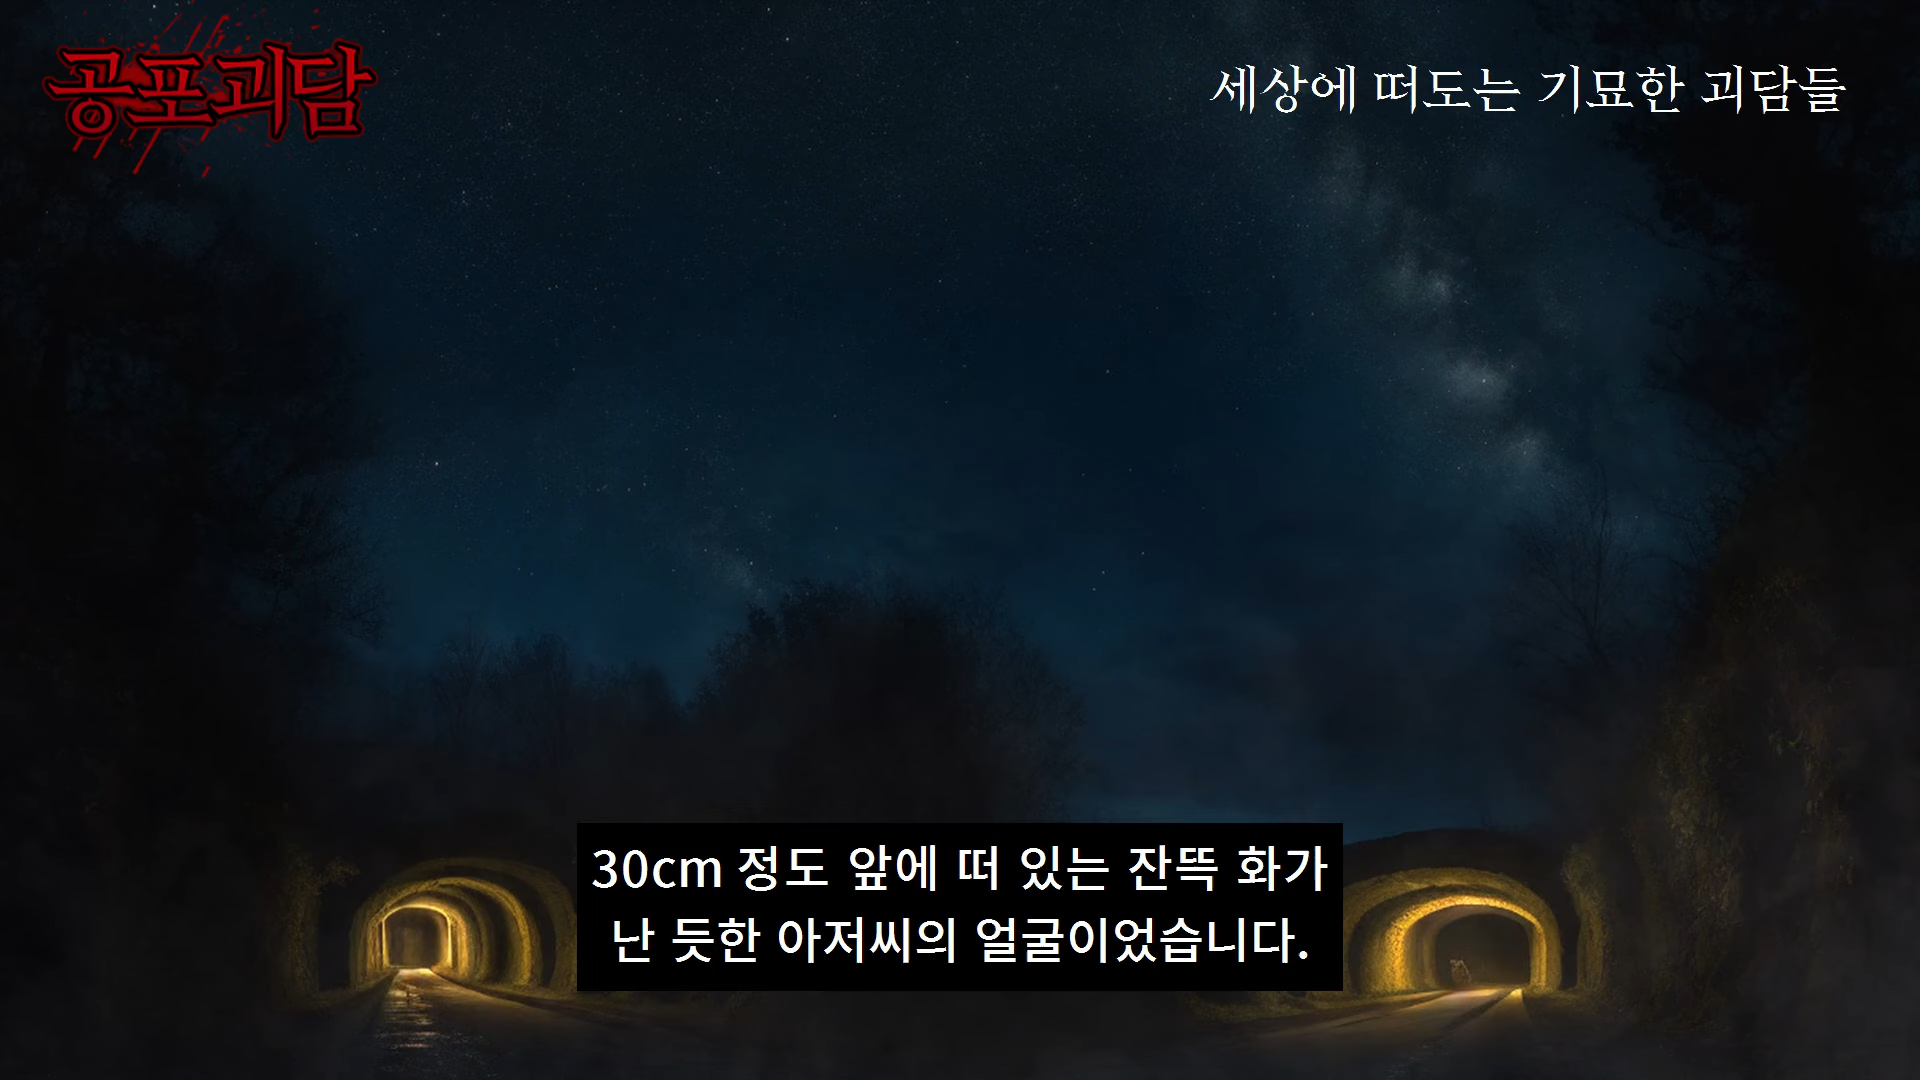 공포괴담
세상에 떠도는 기묘한 괴담들
30cm 정도 앞에 떠 있는 잔뜩 화가
난 듯한 아저씨의 얼굴이었습니다.